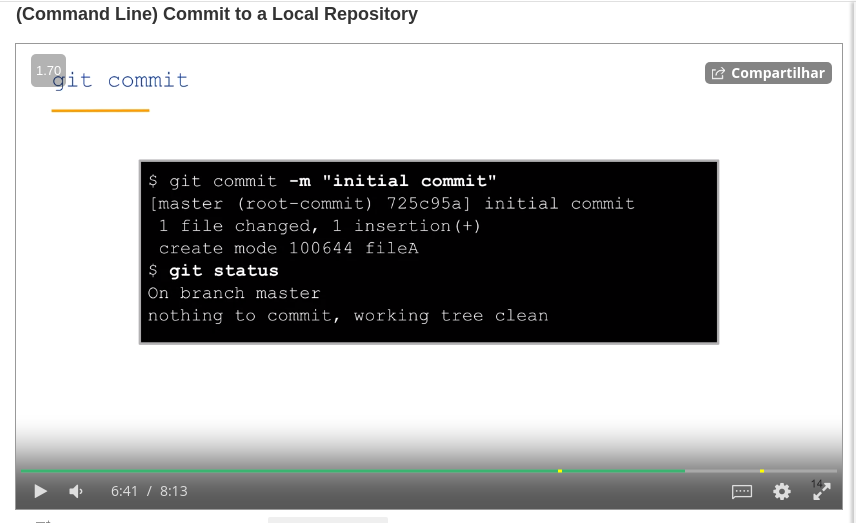 (Command Line) Commit to a Local Repository
1.70
git commit
Compartilhar
$ git commit -m "initial commit"
[master (root-commit) 725c95a] initial commit
1 file changed, 1 insertion(+)
create mode 100644 fileA
$ git status
On branch master
nothing to commit, working tree clean
6:41 / 8:13
14